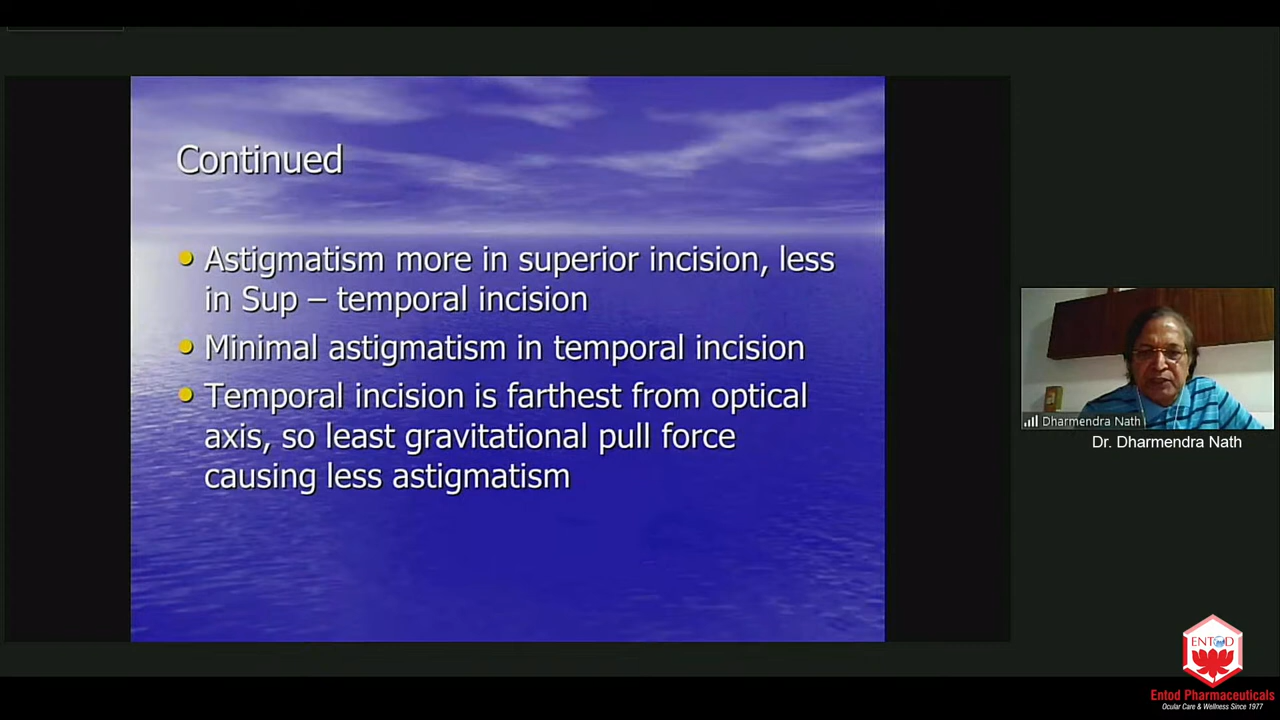 Continued
Astigmatism more in superior incision, less
in Sup – temporal incision
Minimal astigmatism in temporal incision
Temporal incision is farthest from optical
axis, so least gravitational pull force
causing less astigmatism
Dharmendra Nath
Dr. Dharmendra Nath
ENTOD
Entod Pharmaceuticals
Ocular Care & Wellness Since 1977